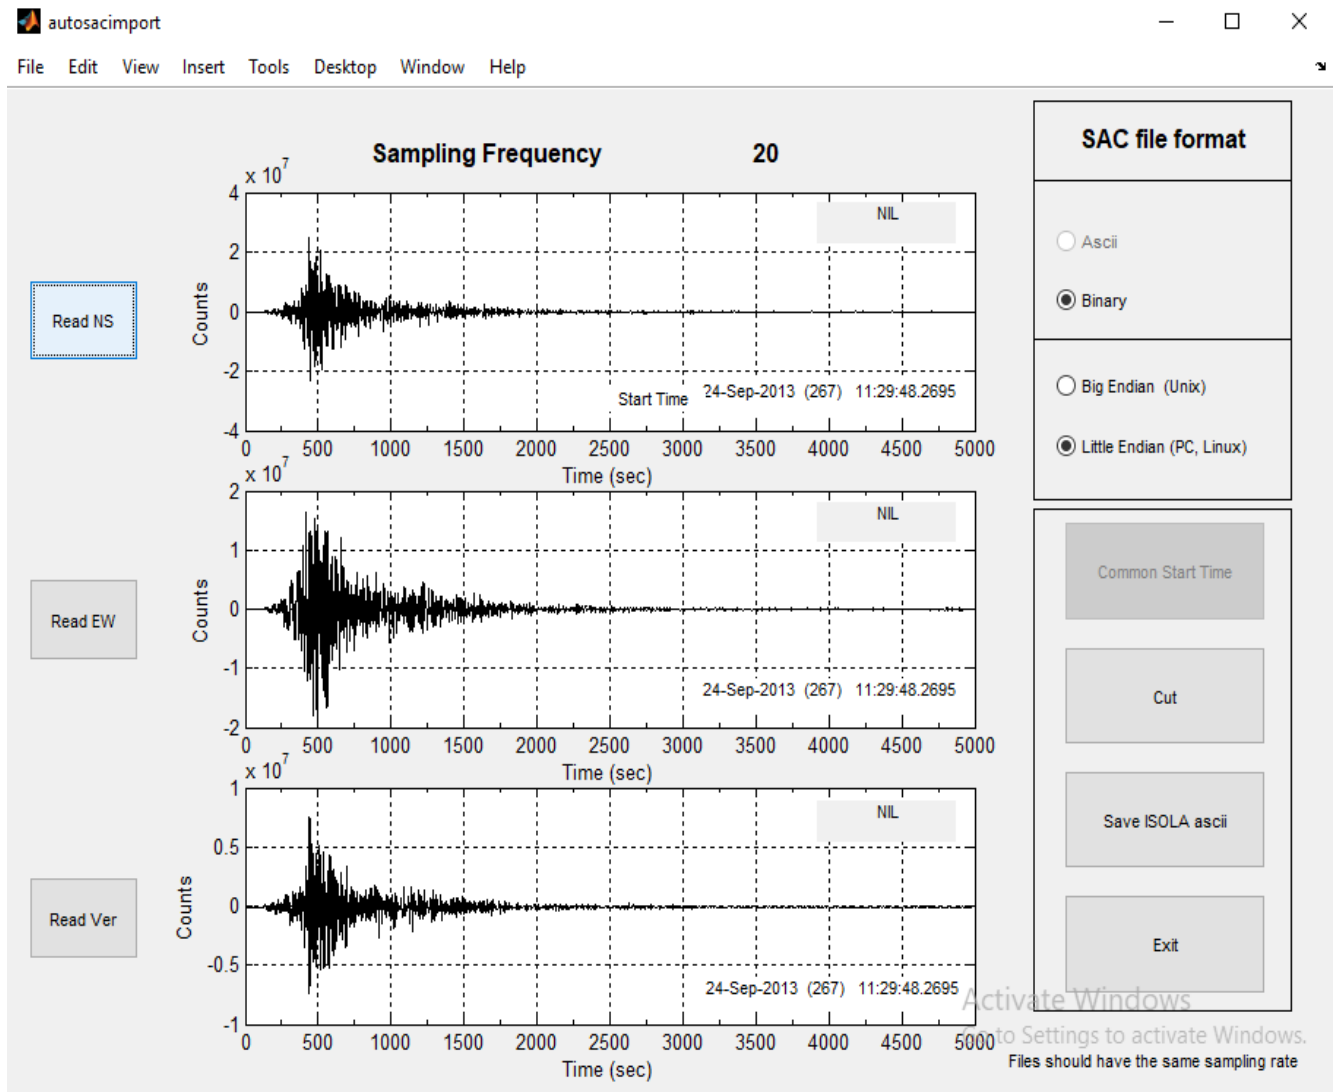 autosacimport
File Edit View Insert Tools Desktop Window Help
Sampling Frequency 20
x 10^7
4
2
0
-2
-4
Counts
NIL
Start Time 24-Sep-2013 (267) 11:29:48.2695
0 500 1000 1500 2000 2500 3000 3500 4000 4500 5000
Time (sec)
Read NS
x 10^7
2
1
0
-1
-2
Counts
NIL
24-Sep-2013 (267) 11:29:48.2695
0 500 1000 1500 2000 2500 3000 3500 4000 4500 5000
Time (sec)
Read EW
x 10^7
1
0.5
0
-0.5
-1
Counts
NIL
24-Sep-2013 (267) 11:29:48.2695
0 500 1000 1500 2000 2500 3000 3500 4000 4500 5000
Time (sec)
Read Ver
SAC file format
Ascii
Binary
Big Endian (Unix)
Little Endian (PC, Linux)
Common Start Time
Cut
Save ISOLA ascii
Exit
Activate Windows
Go to Settings to activate Windows.
Files should have the same sampling rate